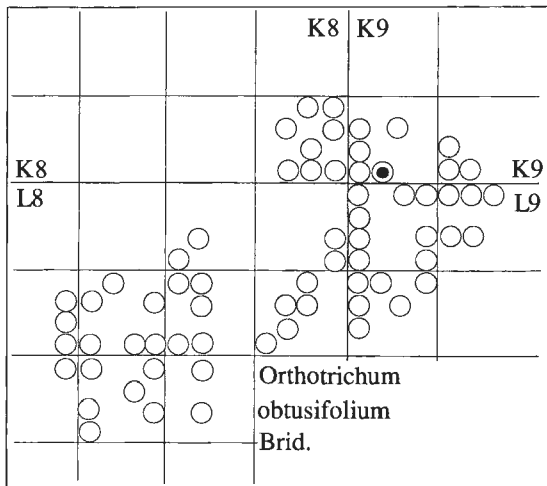 K8 K9
K8 K9
L8 L9
Orthotrichum
obtusifolium
Brid.